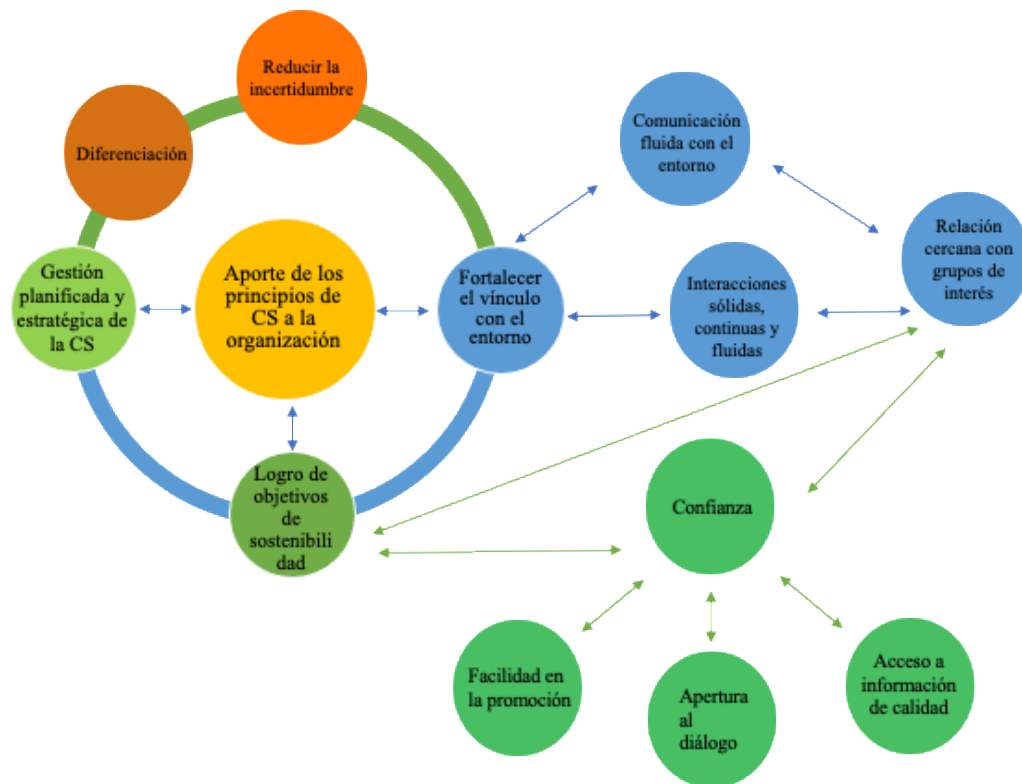 Reducir la
incertidumbre
Diferenciación
Comunicación
fluida con el
entorno
Gestión
planificada y
estratégica de
la CS
Aporte de los
principios de
CS a la
organización
Fortalecer
el vínculo
con el
entorno
Interacciones
sólidas,
continuas y
fluidas
Relación
cercana con
grupos de
interés
Logro de
objetivos
de
sostenibili
dad
Confianza
Facilidad en
la promoción
Apertura
al
diálogo
Acceso a
información
de calidad